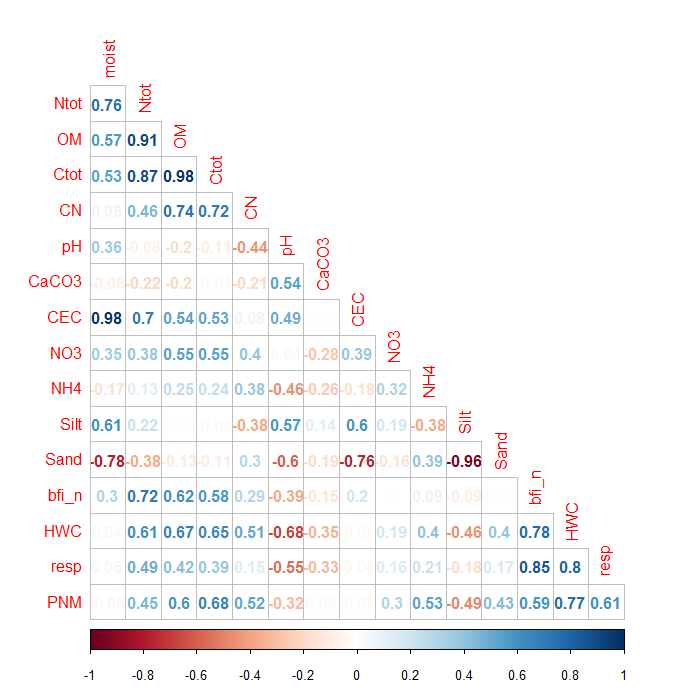 moist
Ntot 0.76 Ntot
OM 0.57 0.91 OM
Ctot 0.53 0.87 0.98 Ctot
CN 0.08 0.46 0.74 0.72 CN
pH 0.36 -0.08 -0.2 -0.11 -0.44 pH
CaCO3 -0.08 -0.22 -0.2 -0.21 0.54 CaCO3
CEC 0.98 0.7 0.54 0.53 0.08 0.49 CEC
NO3 0.35 0.38 0.55 0.55 0.4 0.04 -0.28 0.39 NO3
NH4 -0.17 0.13 0.25 0.24 0.38 -0.46 -0.26 -0.18 0.32 NH4
Silt 0.61 0.22 -0.38 0.57 0.14 0.6 0.19 -0.38 Silt
Sand -0.78 -0.38 -0.13 -0.11 0.3 -0.6 -0.19 -0.76 -0.16 0.39 -0.96 Sand
bfi_n 0.3 0.72 0.62 0.58 0.29 -0.39 -0.15 0.2 0.09 -0.09 bfi_n
HWC 0.04 0.61 0.67 0.65 0.51 -0.68 -0.35 -0.04 0.19 0.4 -0.46 0.4 0.78 HWC
resp 0.05 0.49 0.42 0.39 0.15 -0.55 -0.33 -0.04 0.16 0.21 -0.18 0.17 0.85 0.8 resp
PNM -0.05 0.45 0.6 0.68 0.52 -0.32 0.03 -0.03 0.3 0.53 -0.49 0.43 0.59 0.77 0.61
-1 -0.8 -0.6 -0.4 -0.2 0 0.2 0.4 0.6 0.8 1